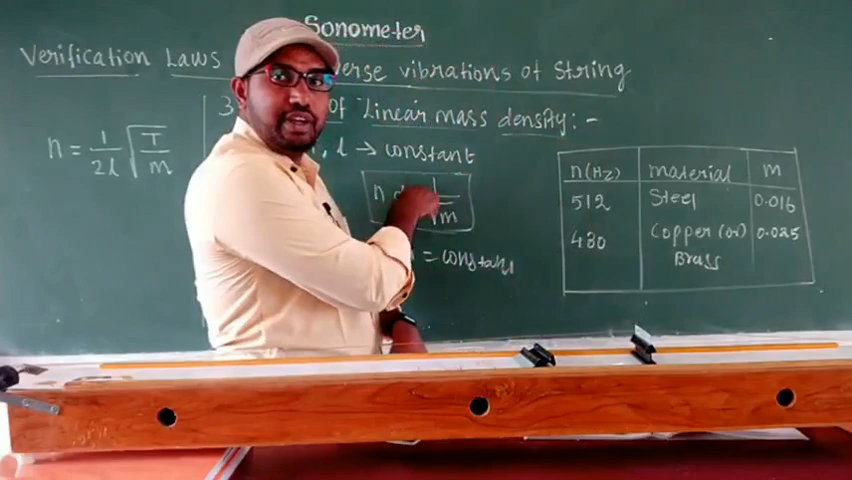 Sonometer
Verification Laws verse vibrations of String
3 of Linear mass density: -
n = 1/2l √T/m
, l → constant
n 1/√m
= constant
n(Hz) material m
512 Steel 0.016
480 Copper (or) 0.025
Brass